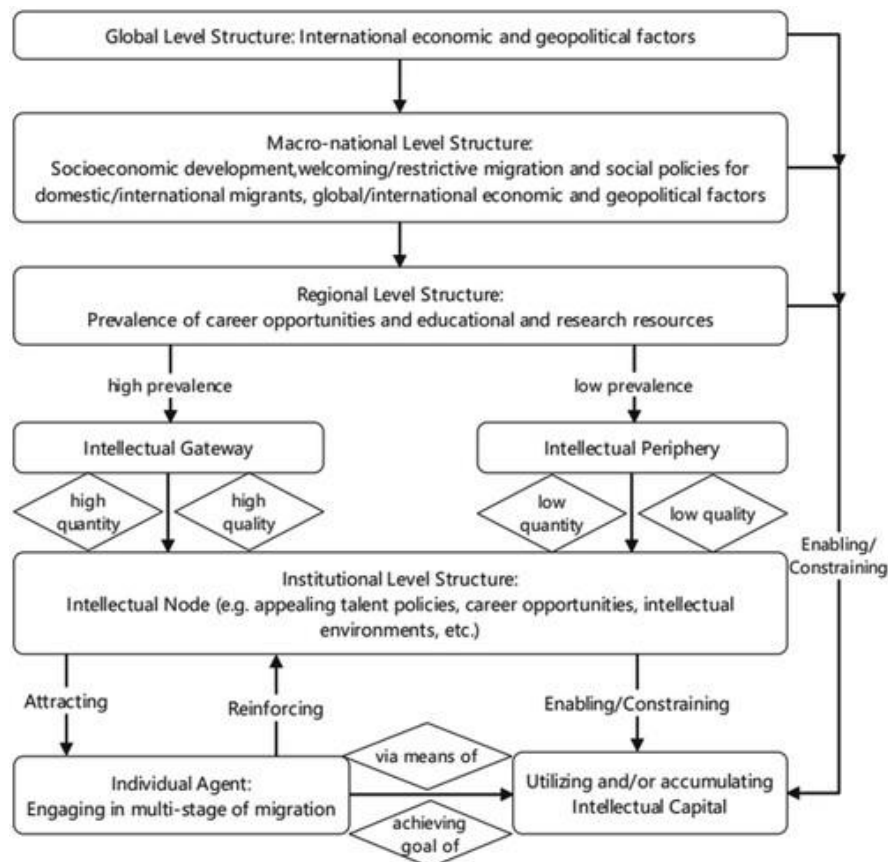 Global Level Structure: International economic and geopolitical factors
Macro-national Level Structure:
Socioeconomic development,welcoming/restrictive migration and social policies for
domestic/international migrants, global/international economic and geopolitical factors
Regional Level Structure:
Prevalence of career opportunities and educational and research resources
high prevalence
low prevalence
Intellectual Gateway
Intellectual Periphery
high
quantity
high
quality
low
quantity
low quality
Enabling/
Constraining
Institutional Level Structure:
Intellectual Node (e.g. appealing talent policies, career opportunities, intellectual
environments, etc.)
Attracting
Reinforcing
Enabling/Constraining
via means of
Individual Agent:
Engaging in multi-stage of migration
Utilizing and/or accumulating
Intellectual Capital
achieving
goal of